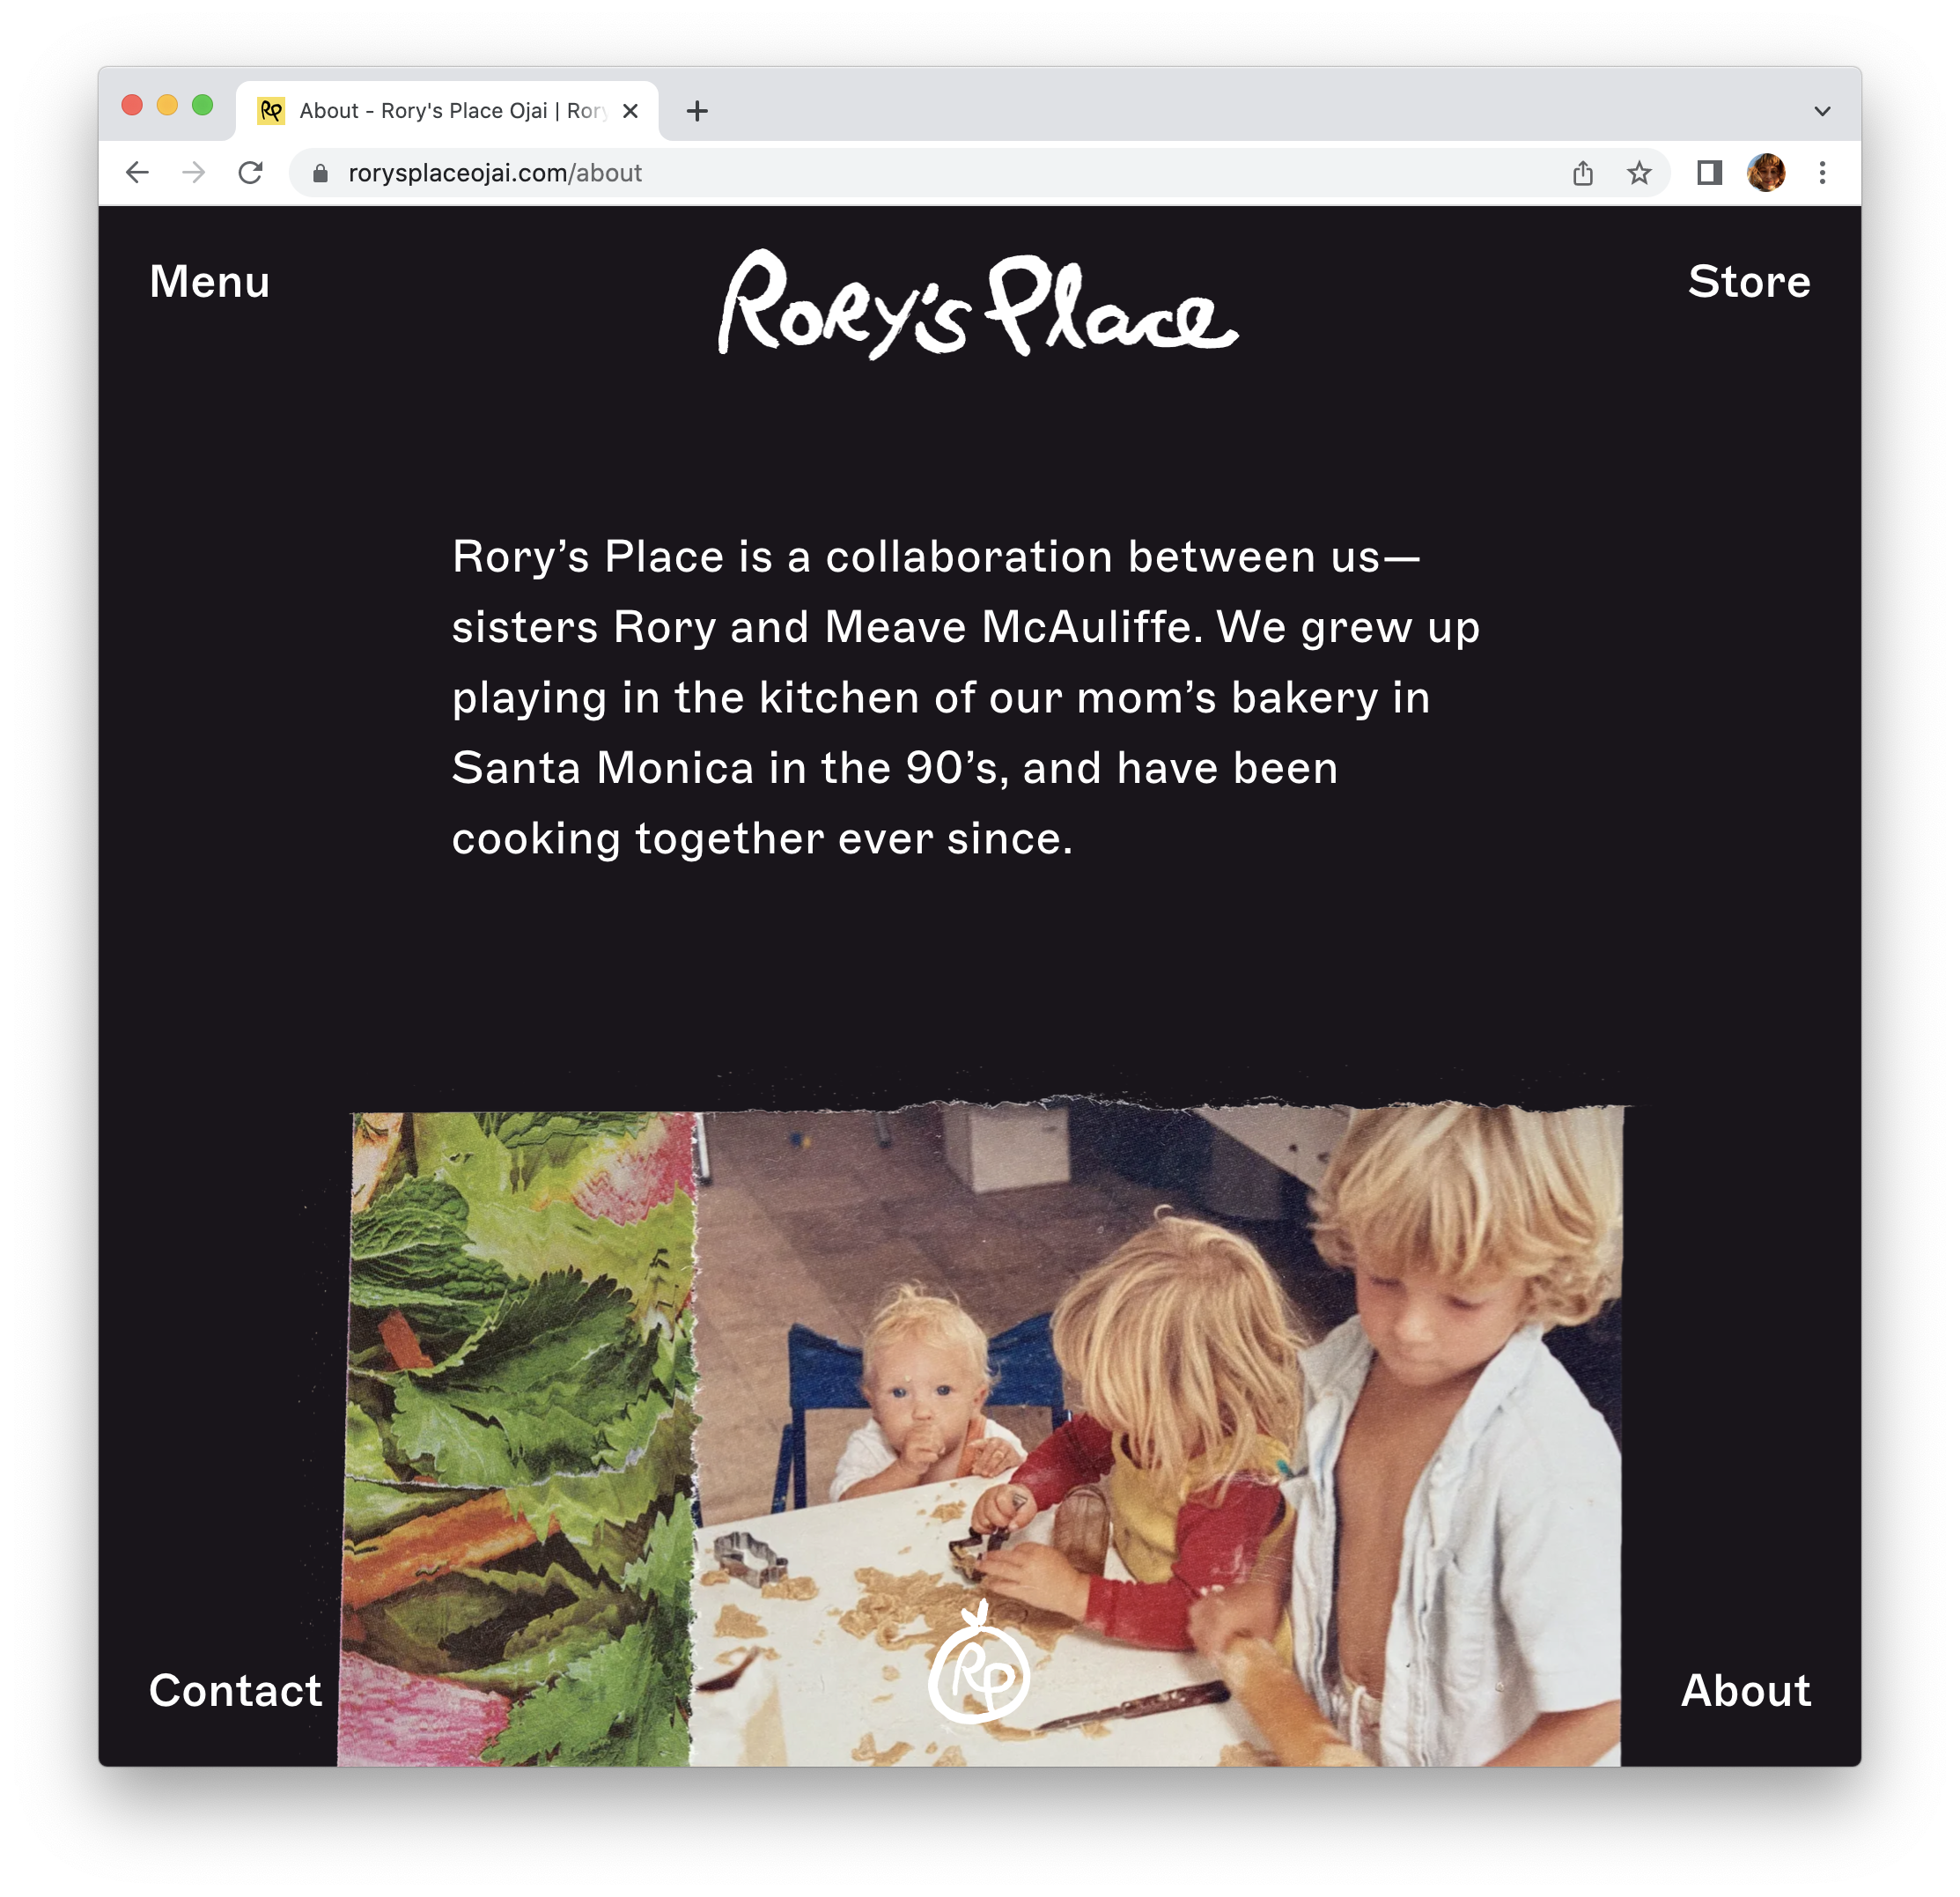 About - Rory's Place Ojai | Rory
rorysplaceojai.com/about
Menu
Rory's Place
Store
Rory’s Place is a collaboration between us—
sisters Rory and Meave McAuliffe. We grew up
playing in the kitchen of our mom’s bakery in
Santa Monica in the 90’s, and have been
cooking together ever since.
Contact
RP
About